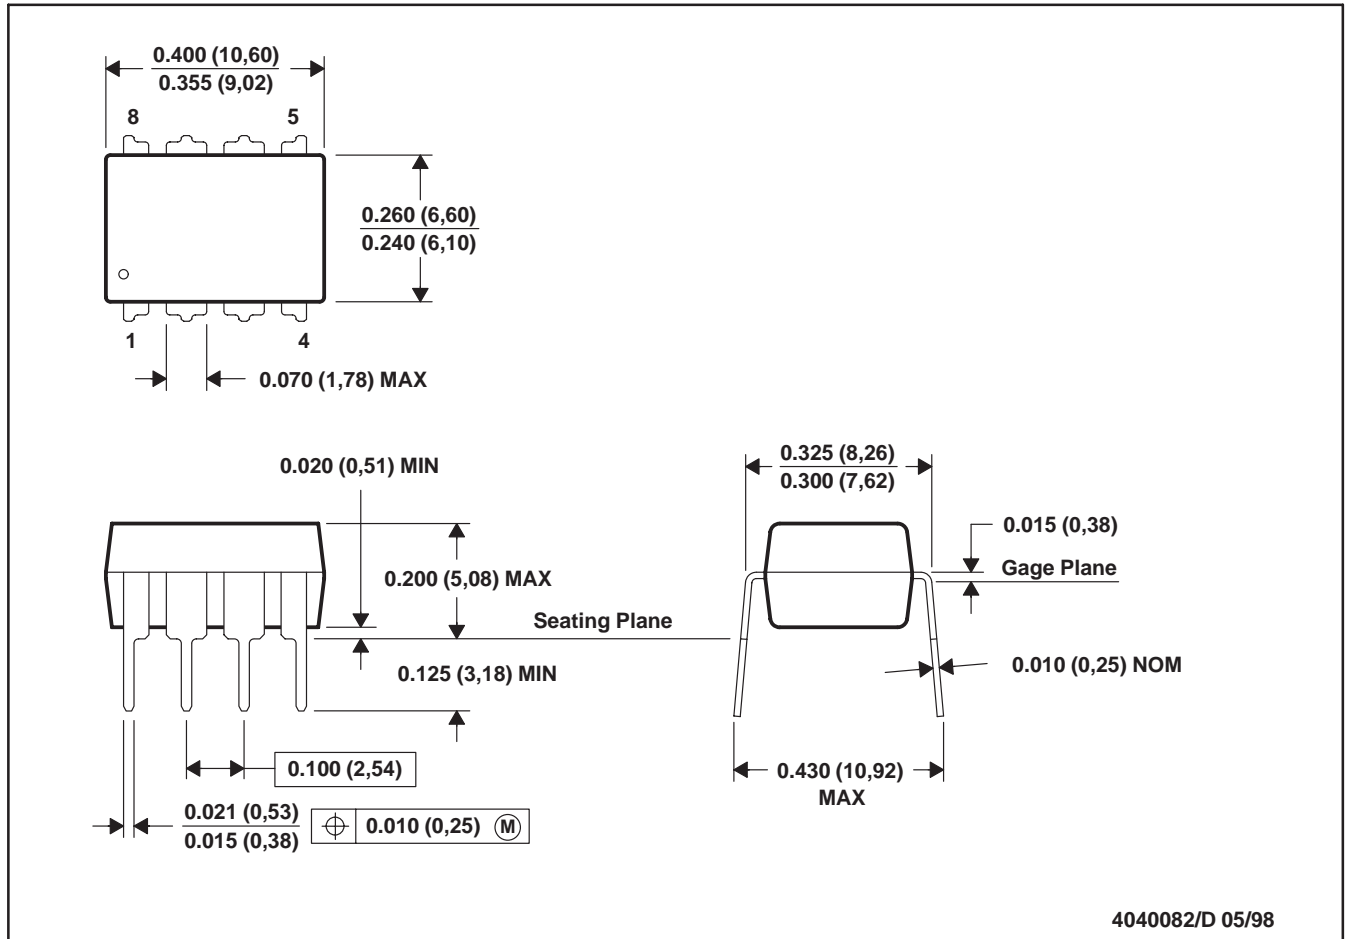 0.400 (10,60)
0.355 (9,02)
8
5
0.260 (6,60)
0.240 (6,10)
1
4
0.070 (1,78) MAX
0.020 (0,51) MIN
0.325 (8,26)
0.300 (7,62)
0.015 (0,38)
0.200 (5,08) MAX
Gage Plane
Seating Plane
0.125 (3,18) MIN
0.010 (0,25) NOM
0.100 (2,54)
0.430 (10,92)
MAX
0.021 (0,53)
0.015 (0,38)
0.010 (0,25) M
4040082/D 05/98